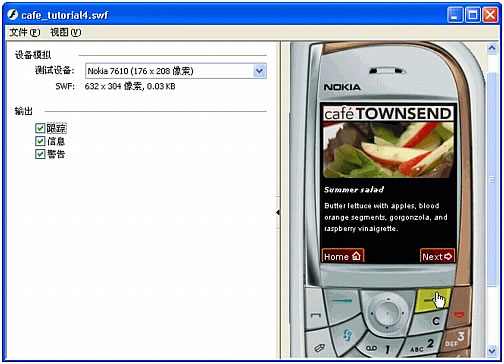 cafe_tutorial4.swf
文件(F) 视图(V)
设备模拟
测试设备: Nokia 7610 (176 x 208 像素)
SWF: 632 x 304 像素, 0.03 KB
输出
跟踪
信息
警告
NOKIA
café TOWNSEND
Summer salad
Butter lettuce with apples, blood
orange segments, gorgonzola, and
raspberry vinaigrette.
Home Next
C
1 ABC 2 DEF 3